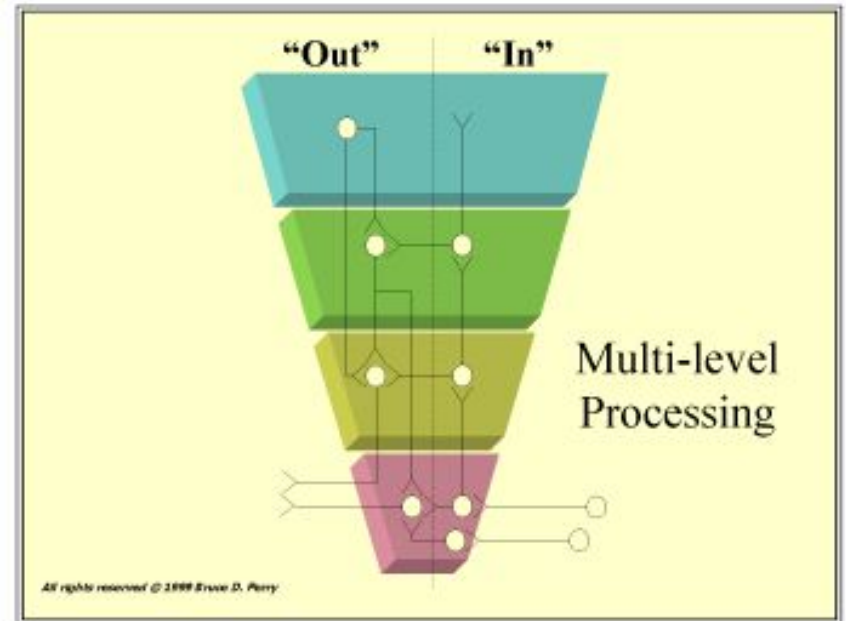 “Out” “In”
Multi-level
Processing
All rights reserved @ 1999 Bruce D. Perry